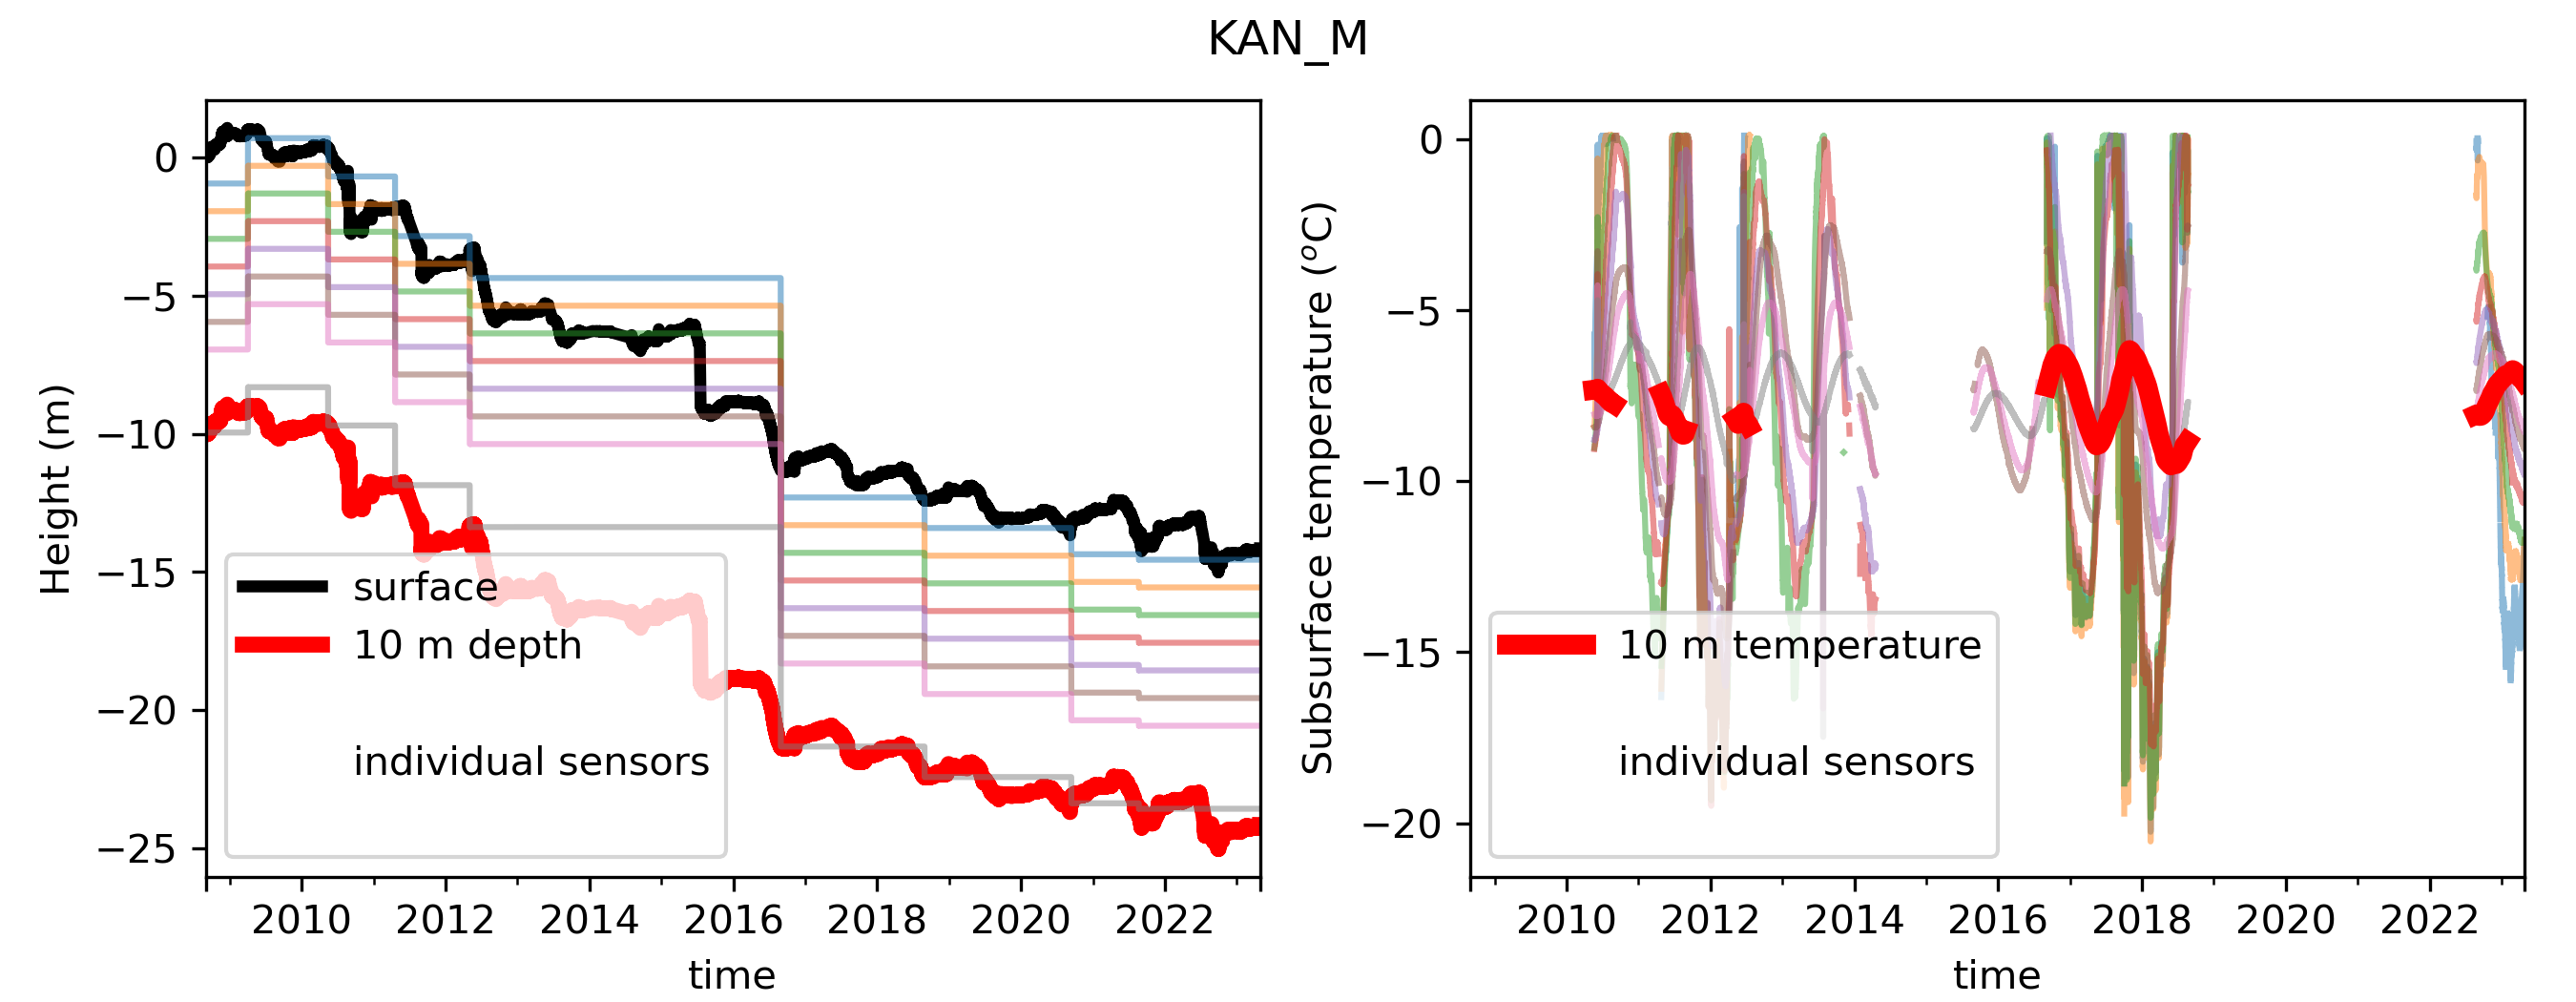 KAN_M
Height (m)
0
−5
−10
−15
−20
−25
surface
10 m depth
individual sensors
2010 2012 2014 2016 2018 2020 2022
time
Subsurface temperature (°C)
0
−5
−10
−15
−20
10 m temperature
individual sensors
2010 2012 2014 2016 2018 2020 2022
time